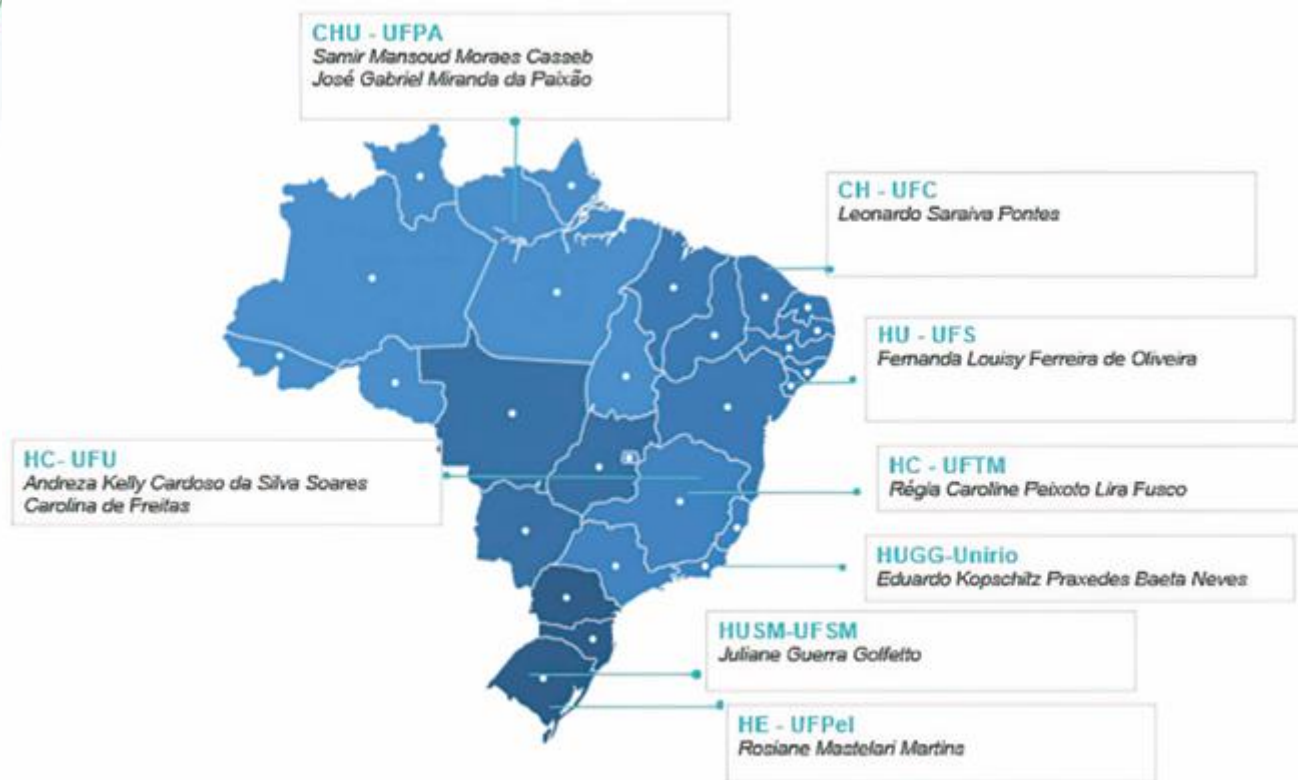 CHU - UFPA
Samir Mansoud Moraes Casseb
José Gabriel Miranda da Paixão
CH - UFC
Leonardo Saraiva Pontes
HU - UFS
Fernanda Louisy Ferreira de Oliveira
HC- UFU
Andreza Kelly Cardoso da Silva Soares
Carolina de Freitas
HC - UFTM
Régia Caroline Peixoto Lira Fusco
HUGG-Unirio
Eduardo Kopschitz Praxedes Baeta Neves
HUSM-UFSM
Juliane Guerra Golfetto
HE - UFPel
Rosiane Mastelari Martins